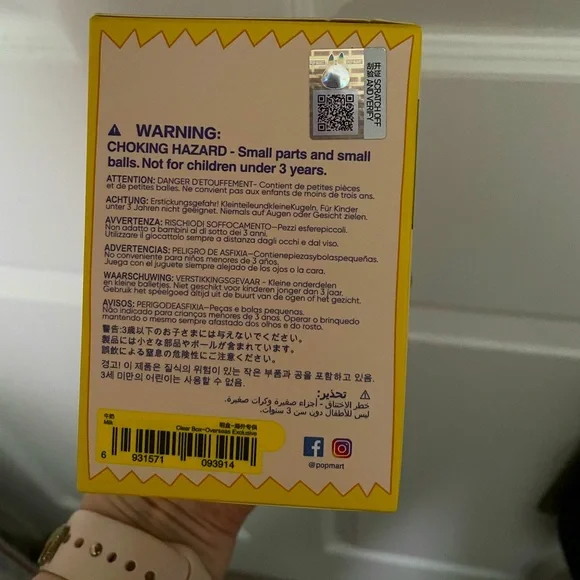 开证 SCRATCH OFF
刮验 AND VERIFY
WARNING:
CHOKING HAZARD - Small parts and small
balls. Not for children under 3 years.
ATTENTION: DANGER D'ETOUFFEMENT- Contient de petites pièces
et de petites balles. Ne convient pas aux enfants de moins de trois ans.
ACHTUNG: Erstickungsgefahr! KleinteileundkleineKugeln, Für Kinder
unter 3 Jahren nicht geeignet. Niemals auf Augen oder Gesicht zielen.
AVVERTENZA: RISCHIODI SOFFOCAMENTO-Pezzi esferepiccoli.
Non adatto a bambini al di sotto dei 3 anni.
Utilizzare il giocattolo sempre a distanza dagli occhi e dal viso.
ADVERTENCIAS: PELIGRO DE ASFIXIA-Contienepiezasybolaspequeñas.
No conveniente para niños menores de 3 años.
Juega con el juguete siempre alejado de los ojos o la cara.
WAARSCHUWING: VERSTIKKINGSGEVAAR - Kleine onderdelen
en kleine balletjes. Niet geschikt voor kinderen jonger dan 3 jaar.
Gebruik het speelgoed altijd uit de buurt van de ogen of het gezicht.
AVISOS: PERIGODEASFIXIA-Peças e bolas pequenas.
Não indicado para crianças menores de 3 anos. Operar o brinquedo
mantendo o mesmo sempre afastado dos olhos e do rosto.
警告:3歳以下のお子さまには与えないでください。
製品には小さな部品やボールが含まれています。
誤飲による窒息の危険性にご注意ください。
경고! 이 제품은 질식의 위험이 있는 작은 부품과 공을 포함하고 있음.
3세 미만의 어린이는 사용할 수 없음.
تحذير:
خطر الاختناق - أجزاء صغيرة وكرات صغيرة.
ليس للأطفال دون سن 3 سنوات.
牛奶
Milk
Clear Box-Overseas Exclusive
6 931571 093914
@popmart